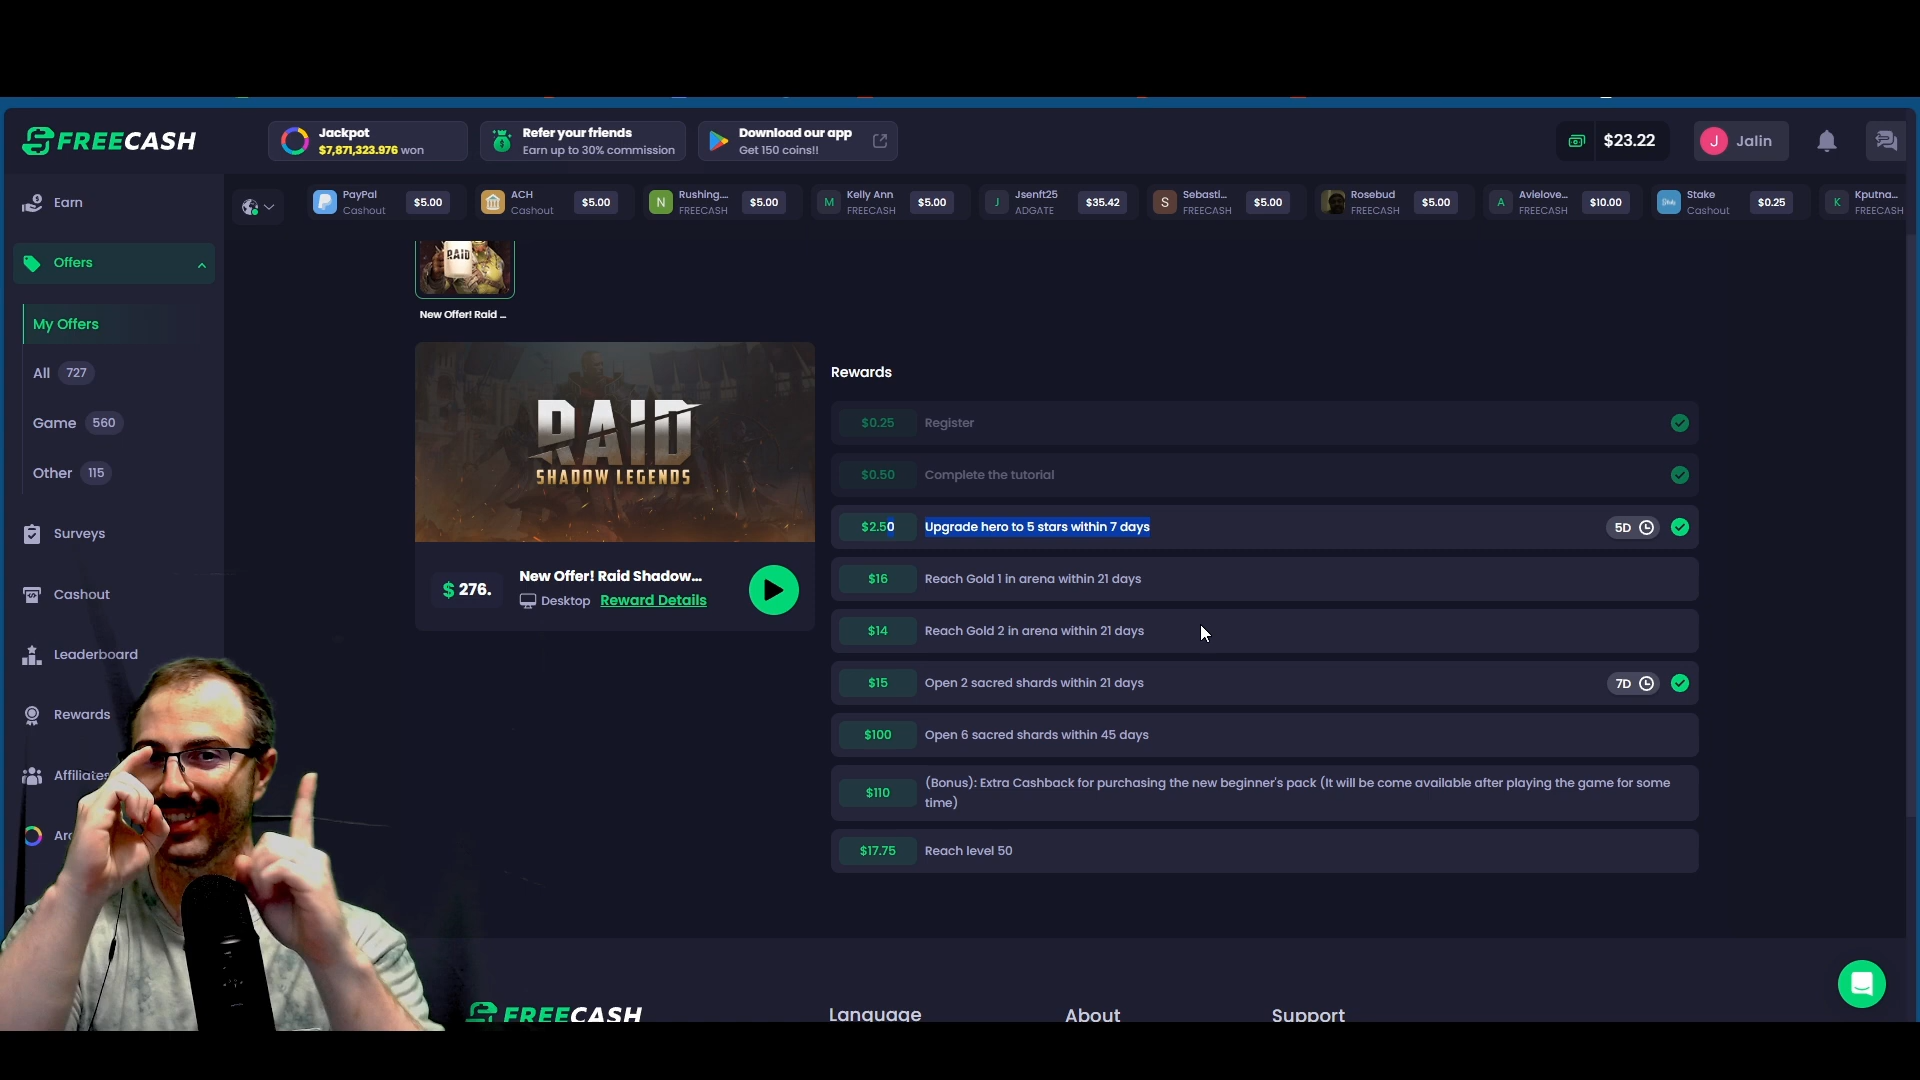 FREECASH
Jackpot
$7,871,323.976 won
Refer your friends
Earn up to 30% commission
Download our app
Get 150 coins!!
$23.22
J
Jalin
Earn
PayPal
Cashout
$5.00
ACH
Cashout
$5.00
N
Rushing....
FREECASH
$5.00
M
Kelly Ann
FREECASH
$5.00
J
Jsenft25
ADGATE
$35.42
S
Sebasti...
FREECASH
$5.00
Rosebud
FREECASH
$5.00
A
Avielove...
FREECASH
$10.00
Stake
Stake
Cashout
$0.25
K
Kputna...
FREECASH
Offers
My Offers
All 727
Game 560
Other 115
Surveys
Cashout
Leaderboard
Rewards
Affiliates
RAID
New Offer! Raid ...
RAID
SHADOW LEGENDS
$ 276.
New Offer! Raid Shadow...
Desktop Reward Details
Rewards
$0.25 Register
$0.50 Complete the tutorial
$2.50 Upgrade hero to 5 stars within 7 days 5D
$16 Reach Gold 1 in arena within 21 days
$14 Reach Gold 2 in arena within 21 days
$15 Open 2 sacred shards within 21 days 7D
$100 Open 6 sacred shards within 45 days
$110 (Bonus): Extra Cashback for purchasing the new beginner's pack (It will be come available after playing the game for some
time)
$17.75 Reach level 50
FREECASH
Language
About
Support